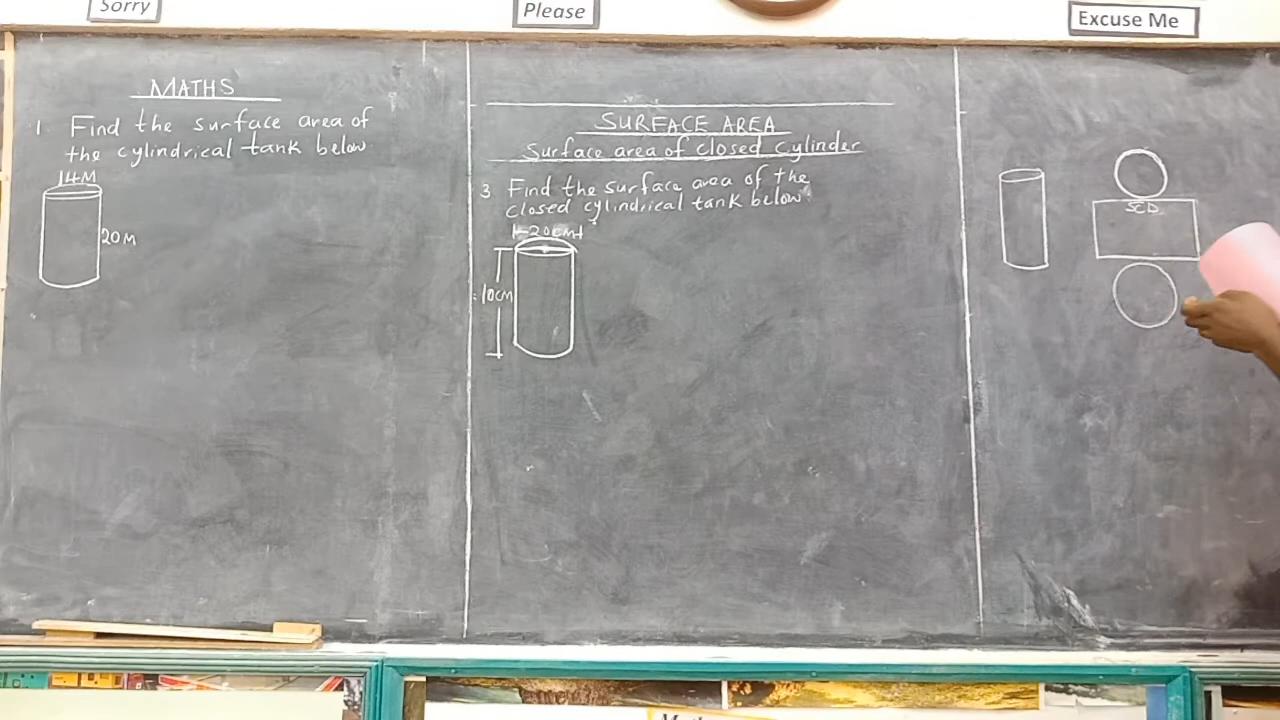 Sorry
Please
Excuse Me
MATHS
1 Find the surface area of
the cylindrical tank below
14M
20M
SURFACE AREA
Surface area of closed cylinder
3 Find the surface area of the
closed cylindrical tank below
20cm
10cm